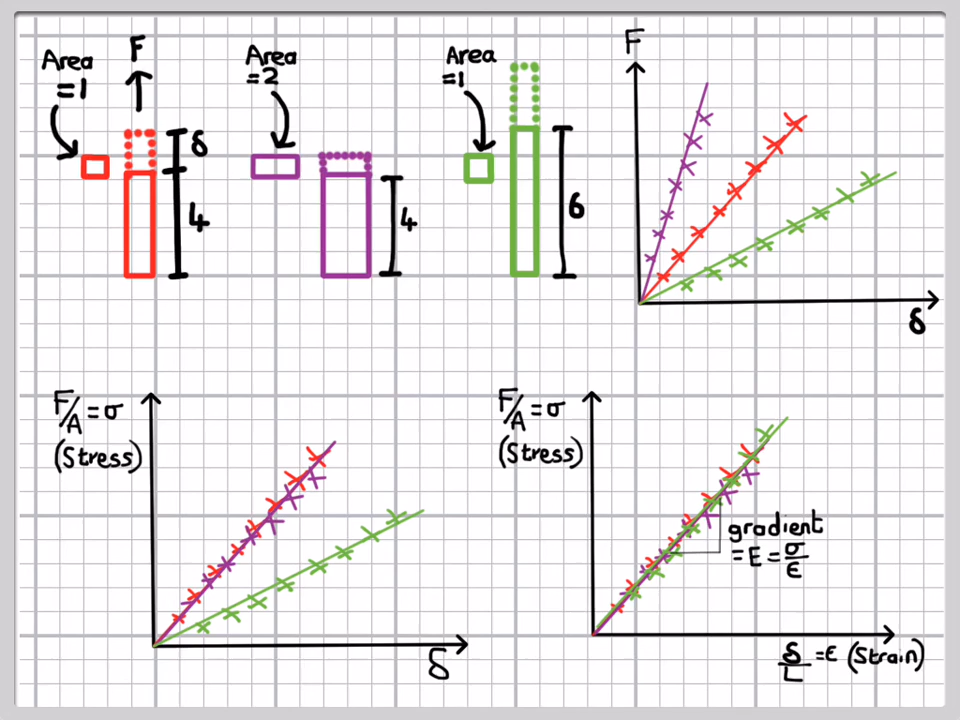 Area
=1
F
δ
4
Area
=2
4
Area
=1
6
F
δ
F/A = σ
(Stress)
δ
F/A = σ
(Stress)
gradient
= E = σ/ε
δ/L = ε (Strain)